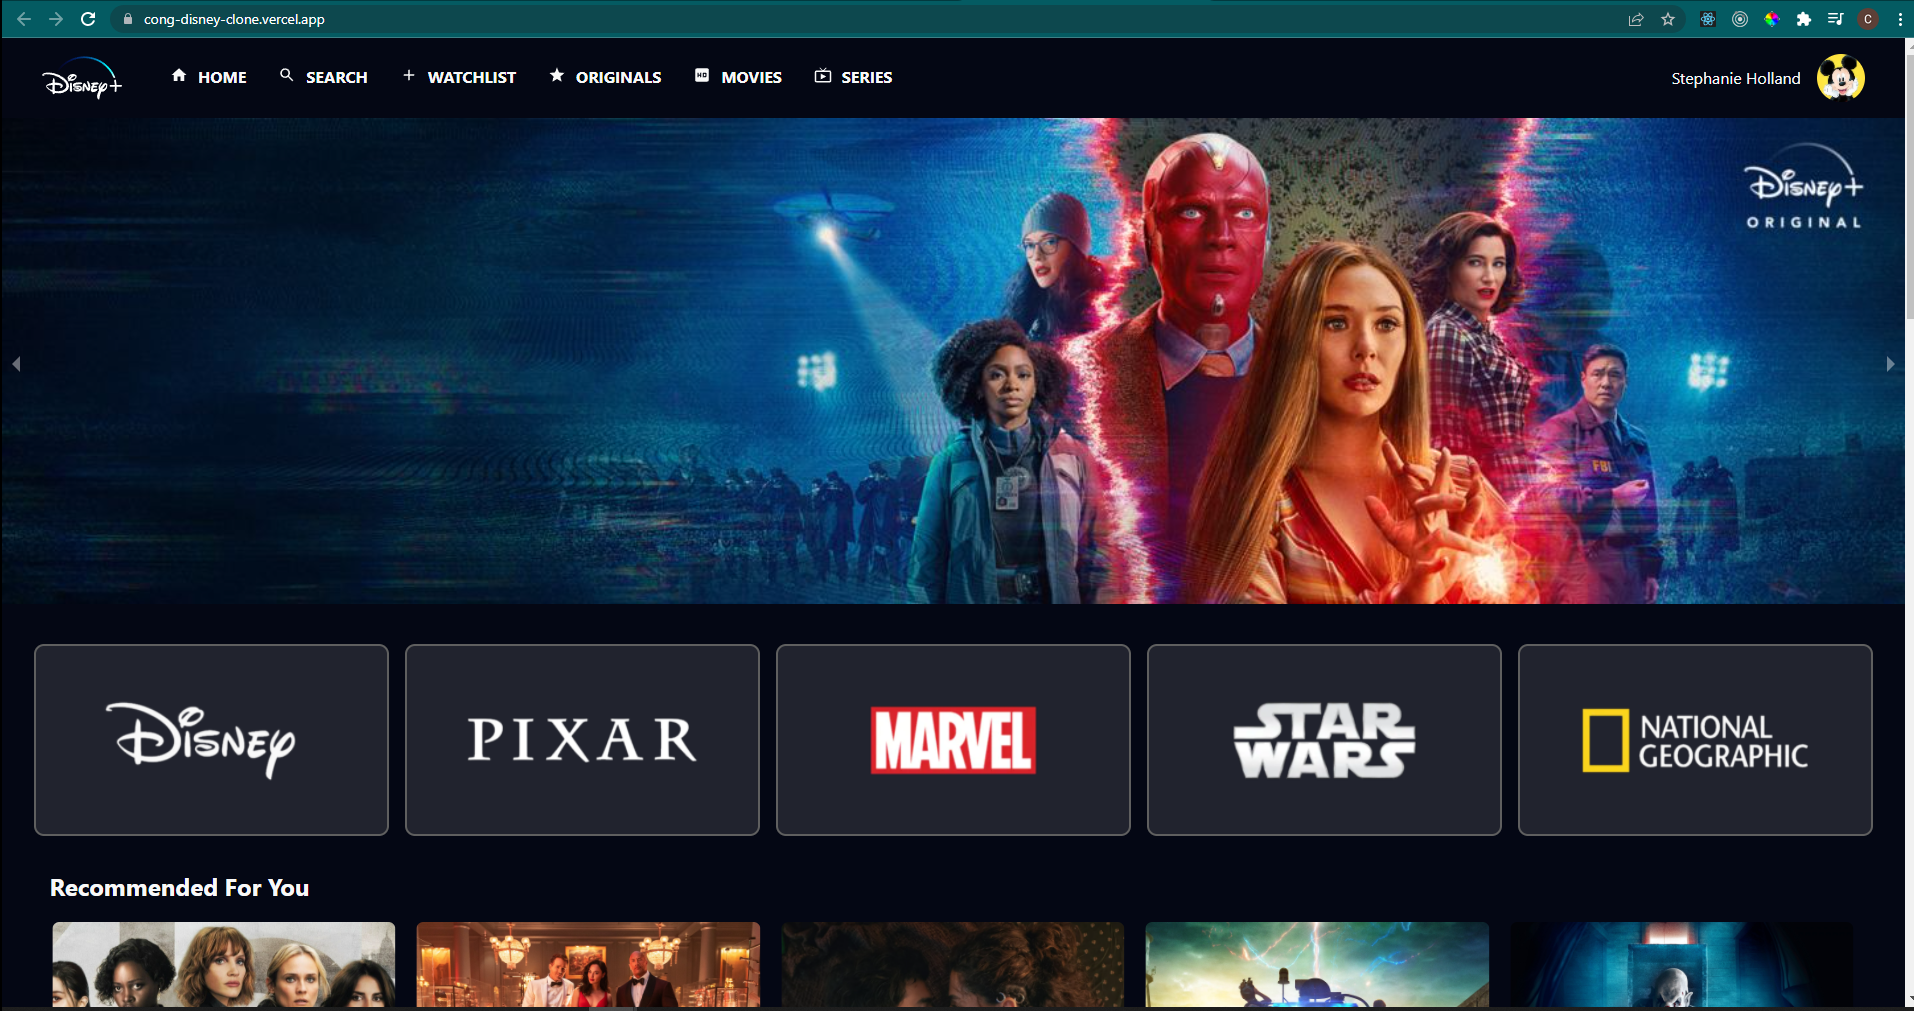 cong-disney-clone.vercel.app
C
Disney+
HOME
SEARCH
WATCHLIST
ORIGINALS
HD
MOVIES
SERIES
Stephanie Holland
Disney+
ORIGINAL
FBI
Disney
PIXAR
MARVEL
STAR
WARS
NATIONAL
GEOGRAPHIC
Recommended For You